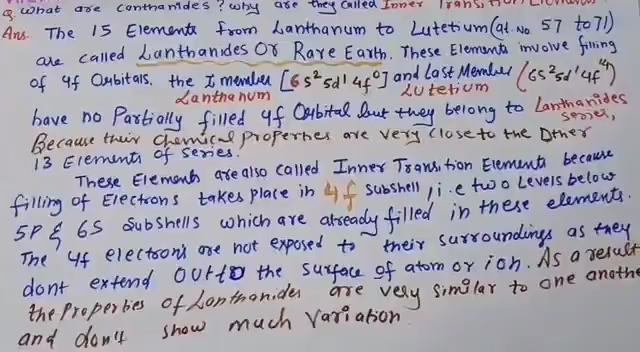 Q. What are Lanthanides? Why are they called Inner Transition Elements
Ans. The 15 Elements from Lanthanum to Lutetium (at. No. 57 to 71)
are called Lanthanides Or Rare Earth. These Elements involve filling
of 4f Orbitals. the I member [6s²5d¹4f⁰] and Last Member (6s²5d¹4f¹⁴)
Lanthanum Lutetium
have no Partially filled 4f Orbital but they belong to Lanthanides
series,
Because their Chemical Properties are very close to the Other
13 Elements of series.
These Elements are also called Inner Transition Elements because
filling of Electrons takes place in 4f subshell, i.e two Levels below
5P & 6S Subshells which are already filled in these elements.
The 4f electrons are not exposed to their surroundings as they
dont extend Out to the surface of atom or ion. As a result
the Properties of Lanthanides are very similar to one anothe
and don't show much variation